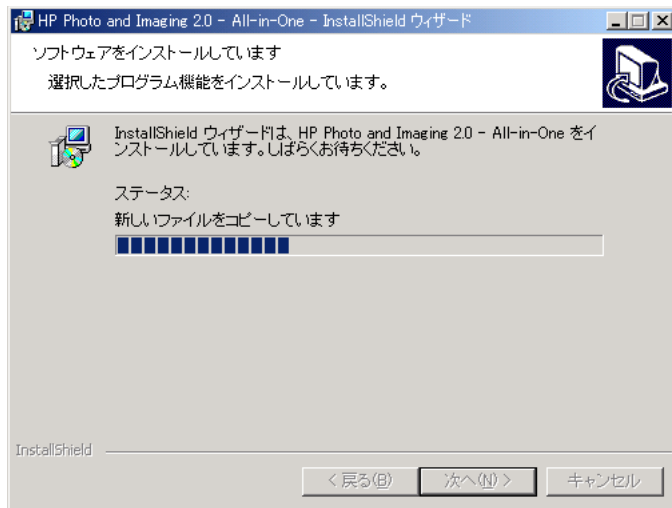 HP Photo and Imaging 2.0 - All-in-One - InstallShield ウィザード
ソフトウェアをインストールしています
選択したプログラム機能をインストールしています。
InstallShield ウィザードは、HP Photo and Imaging 2.0 - All-in-One をイ
ンストールしています。しばらくお待ちください。
ステータス:
新しいファイルをコピーしています
InstallShield
< 戻る(B)
次へ(N) >
キャンセル